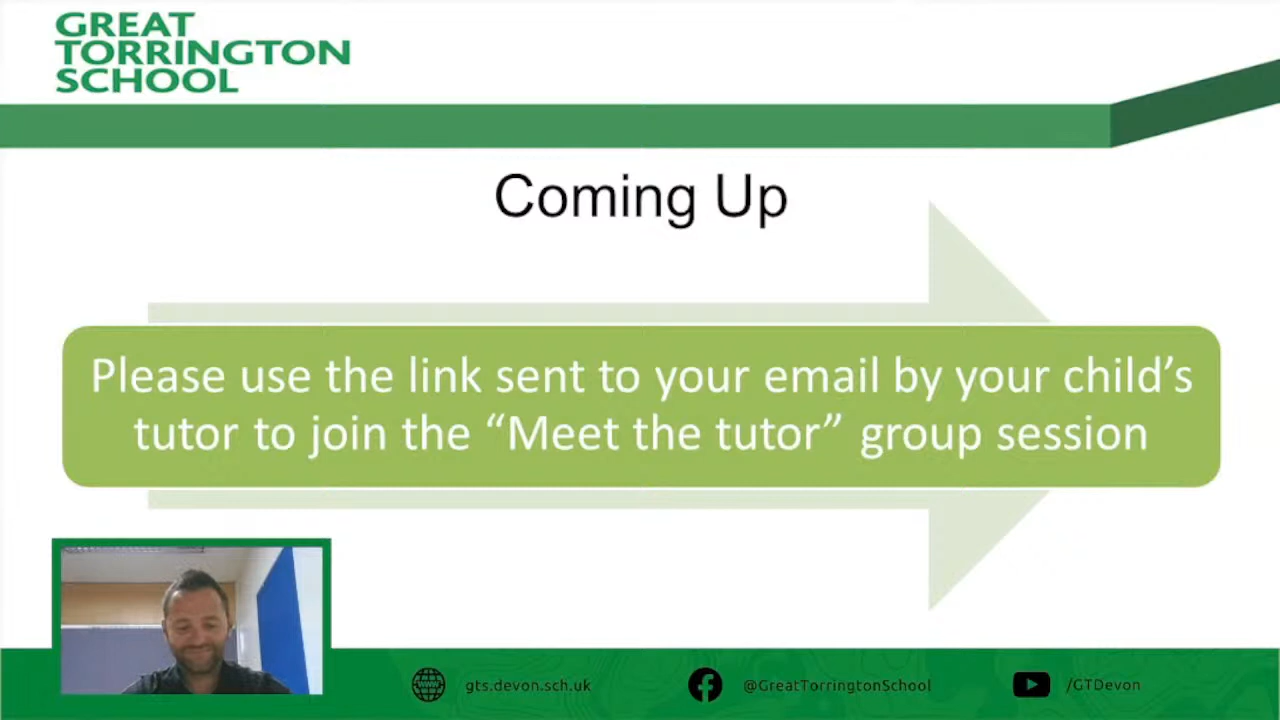 GREAT
TORRINGTON
SCHOOL
Coming Up
Please use the link sent to your email by your child’s
tutor to join the “Meet the tutor” group session
WWW
gts.devon.sch.uk
@GreatTorringtonSchool
/GTDevon